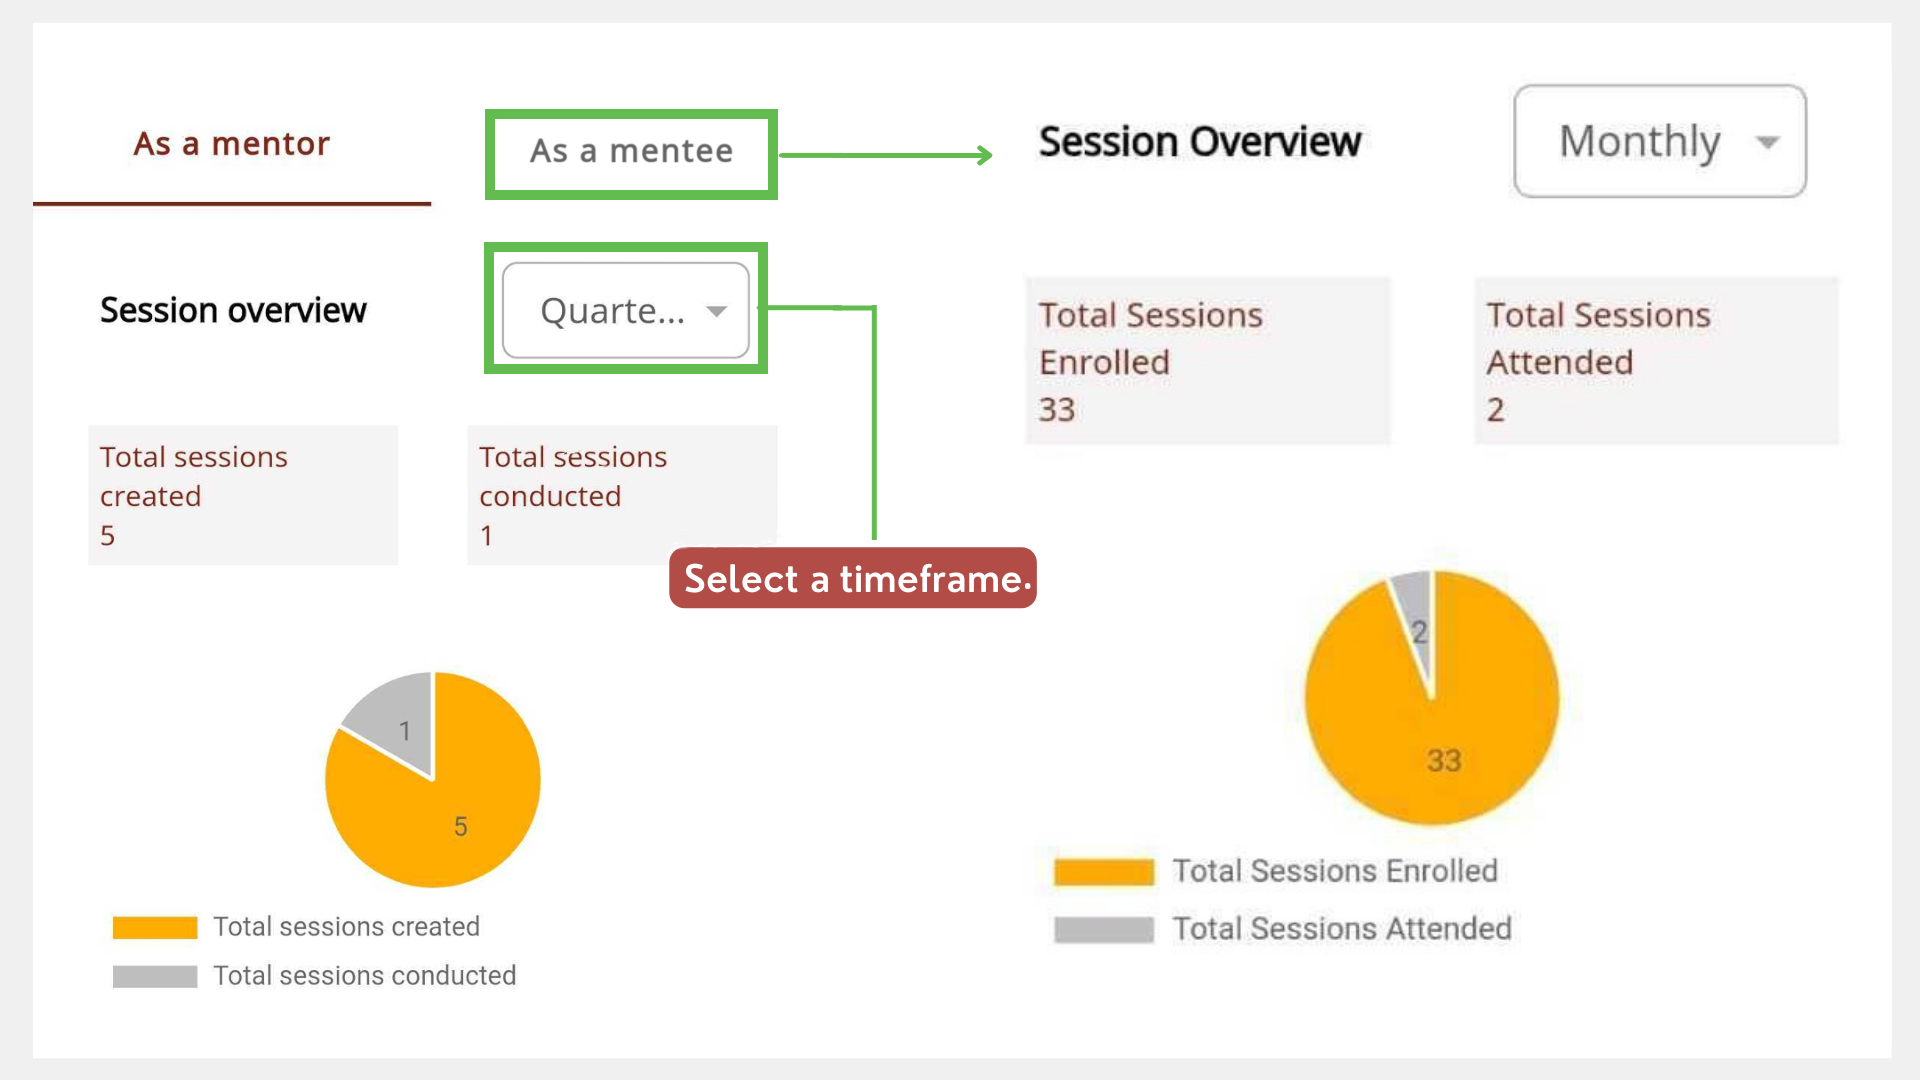 As a mentor
As a mentee
Session overview
Quarte...
Total sessions
created
5
Total sessions
conducted
1
Select a timeframe.
1
5
Total sessions created
Total sessions conducted
Session Overview
Monthly
Total Sessions
Enrolled
33
Total Sessions
Attended
2
2
33
Total Sessions Enrolled
Total Sessions Attended